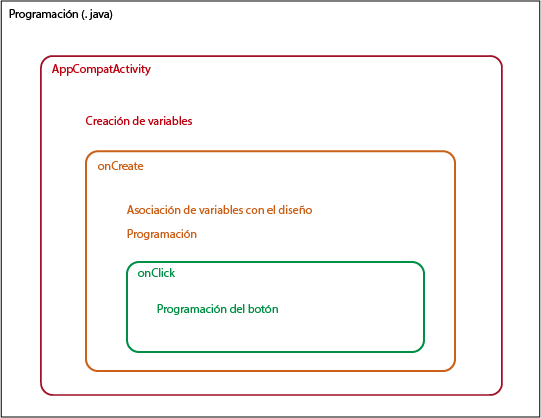 Programación (. java)
AppCompatActivity
Creación de variables
onCreate
Asociación de variables con el diseño
Programación
onClick
Programación del botón